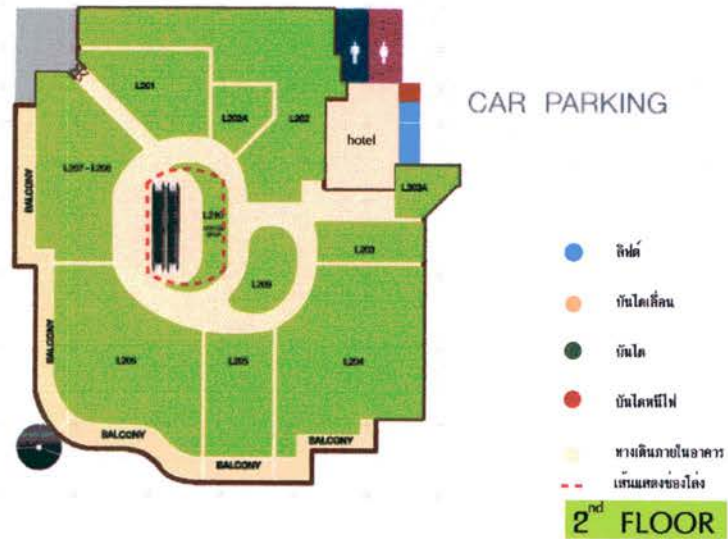 L201
L202A
L202
hotel
CAR PARKING
L207-L208
BALCONY
L203A
L210
L203
L209
BALCONY
L206
L205
L204
BALCONY
BALCONY
BALCONY
ลิฟต์
บันไดเลื่อน
บันได
บันไดหนีไฟ
ทางเดินภายในอาคาร
เส้นแสดงช่องโล่ง
2nd FLOOR